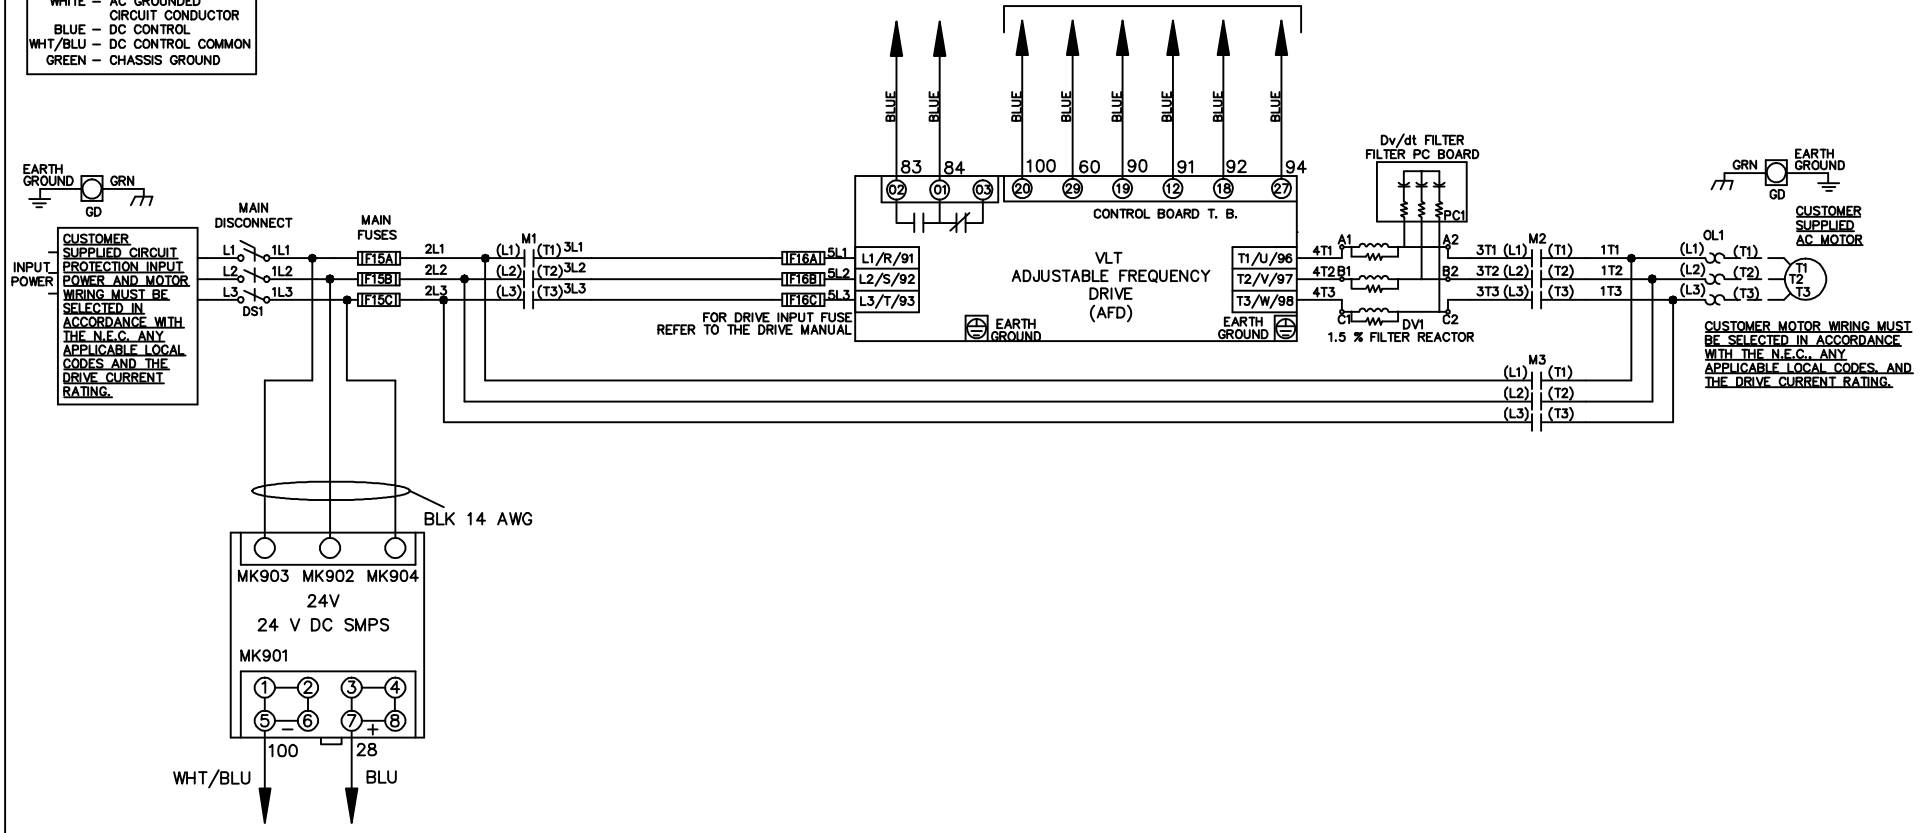 WHITE – AC GROUNDED
CIRCUIT CONDUCTOR
BLUE – DC CONTROL
WHT/BLU – DC CONTROL COMMON
GREEN – CHASSIS GROUND
BLUE
BLUE
BLUE
BLUE
BLUE
BLUE
BLUE
BLUE
83
84
100
60
90
91
92
94
02
01
03
20
29
19
12
18
27
CONTROL BOARD T. B.
EARTH
GROUND
GRN
GD
MAIN
DISCONNECT
MAIN
FUSES
INPUT
POWER
CUSTOMER
SUPPLIED CIRCUIT
PROTECTION INPUT
POWER AND MOTOR
WIRING MUST BE
SELECTED IN
ACCORDANCE WITH
THE N.E.C. ANY
APPLICABLE LOCAL
CODES AND THE
DRIVE CURRENT
RATING.
L1
1L1
L2
1L2
L3
1L3
DS1
F15A
F15B
F15C
2L1
2L2
2L3
M1
(L1) (T1) 3L1
(L2) (T2) 3L2
(L3) (T3) 3L3
F16A 5L1
F16B 5L2
F16C 5L3
FOR DRIVE INPUT FUSE
REFER TO THE DRIVE MANUAL
L1/R/91
L2/S/92
L3/T/93
VLT
ADJUSTABLE FREQUENCY
DRIVE
(AFD)
EARTH
GROUND
EARTH
GROUND
T1/U/96
T2/V/97
T3/W/98
4T1
4T2
4T3
A1
A2
B1
B2
C1
C2
DV1
1.5 % FILTER REACTOR
Dv/dt FILTER
FILTER PC BOARD
PC1
M2
3T1 (L1) (T1) 1T1
3T2 (L2) (T2) 1T2
3T3 (L3) (T3) 1T3
M3
(L1) (T1)
(L2) (T2)
(L3) (T3)
OL1
(L1) (T1)
(L2) (T2)
(L3) (T3)
T1
T2
T3
GRN
EARTH
GROUND
GD
CUSTOMER
SUPPLIED
AC MOTOR
CUSTOMER MOTOR WIRING MUST
BE SELECTED IN ACCORDANCE
WITH THE N.E.C., ANY
APPLICABLE LOCAL CODES, AND
THE DRIVE CURRENT RATING.
BLK 14 AWG
MK903 MK902 MK904
24V
24 V DC SMPS
MK901
1 2 3 4
5 – 6 7 + 8
100
28
WHT/BLU
BLU